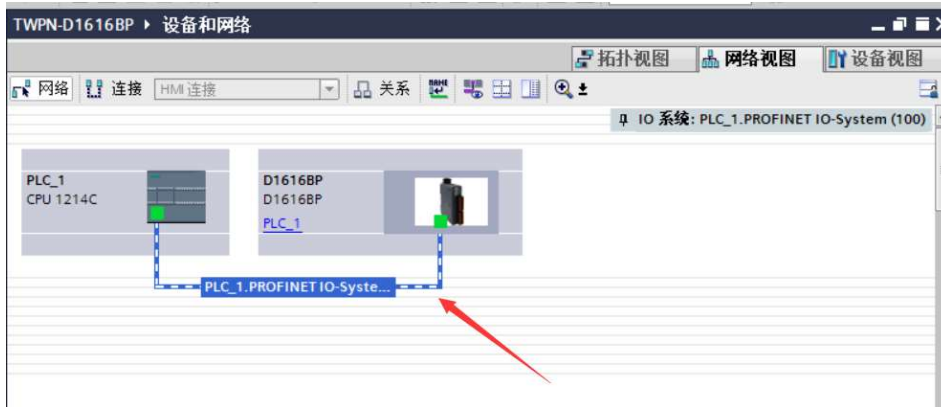 TWPN-D1616BP ▸ 设备和网络
拓扑视图 网络视图 设备视图
网络 连接 HMI 连接 关系
IO 系统: PLC_1.PROFINET IO-System (100)
PLC_1
CPU 1214C
D1616BP
D1616BP
PLC_1
PLC_1.PROFINET IO-Syste...